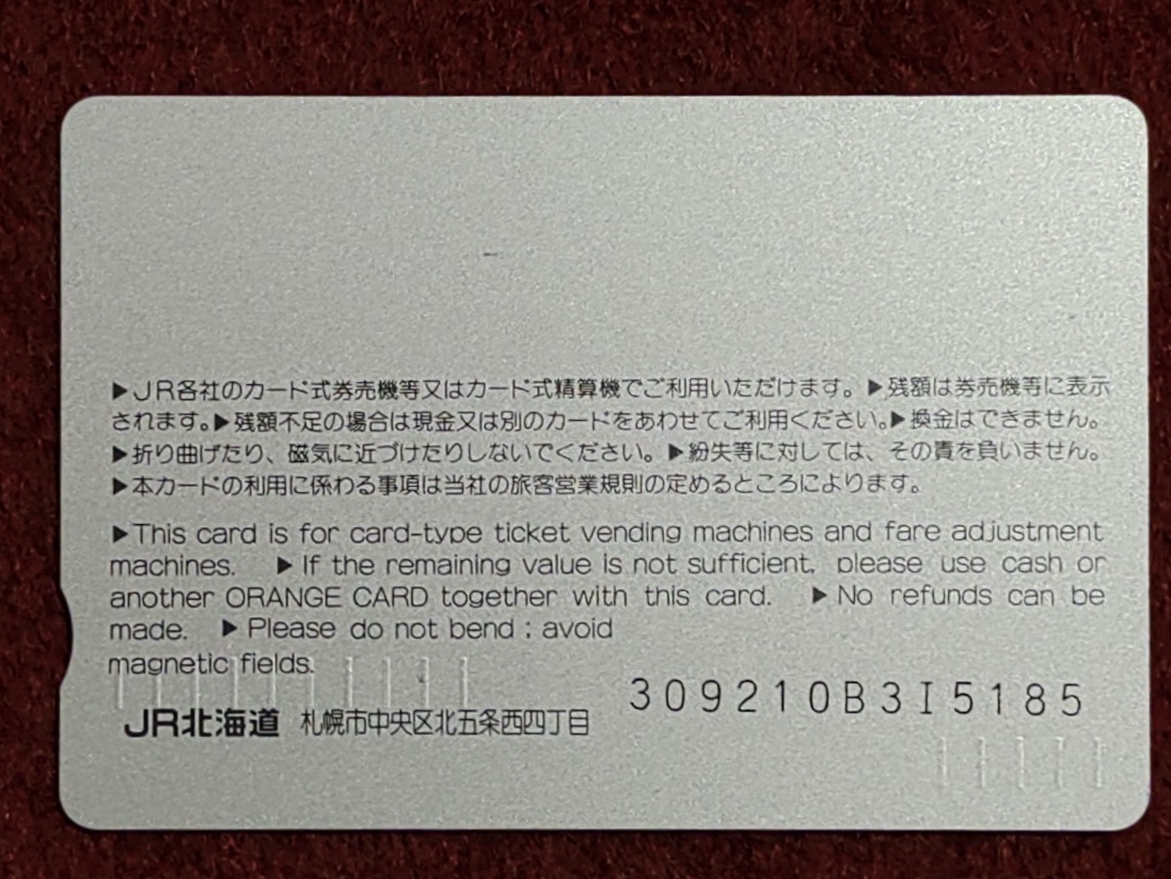 ▶JR各社のカード式券売機等又はカード式精算機でご利用いただけます。▶残額は券売機等に表示
されます。▶残額不足の場合は現金又は別のカードをあわせてご利用ください。▶換金はできません。
▶折り曲げたり、磁気に近づけたりしないでください。▶紛失等に対しては、その責を負いません。
▶本カードの利用に係わる事項は当社の旅客営業規則の定めるところによります。
▶This card is for card-type ticket vending machines and fare adjustment
machines. ▶If the remaining value is not sufficient, please use cash or
another ORANGE CARD together with this card. ▶No refunds can be
made. ▶Please do not bend ; avoid
magnetic fields.
309210B3I5185
JR北海道 札幌市中央区北五条西四丁目